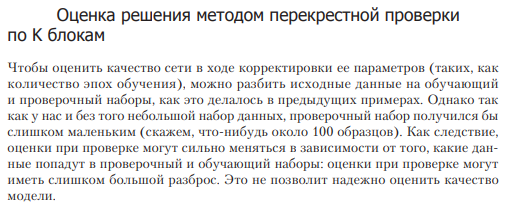 Оценка решения методом перекрестной проверки
по K блокам
Чтобы оценить качество сети в ходе корректировки ее параметров (таких, как
количество эпох обучения), можно разбить исходные данные на обучающий
и проверочный наборы, как это делалось в предыдущих примерах. Однако так
как у нас и без того небольшой набор данных, проверочный набор получился бы
слишком маленьким (скажем, что-нибудь около 100 образцов). Как следствие,
оценки при проверке могут сильно меняться в зависимости от того, какие дан-
ные попадут в проверочный и обучающий наборы: оценки при проверке могут
иметь слишком большой разброс. Это не позволит надежно оценить качество
модели.